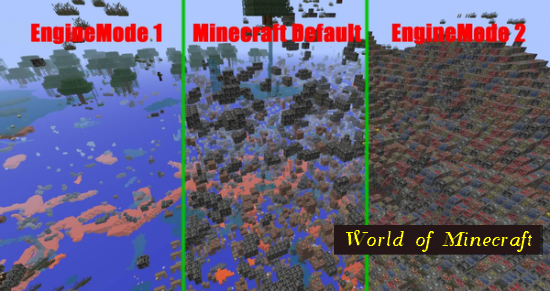 EngineMode 1
Minecraft Default
EngineMode 2
World of Minecraft